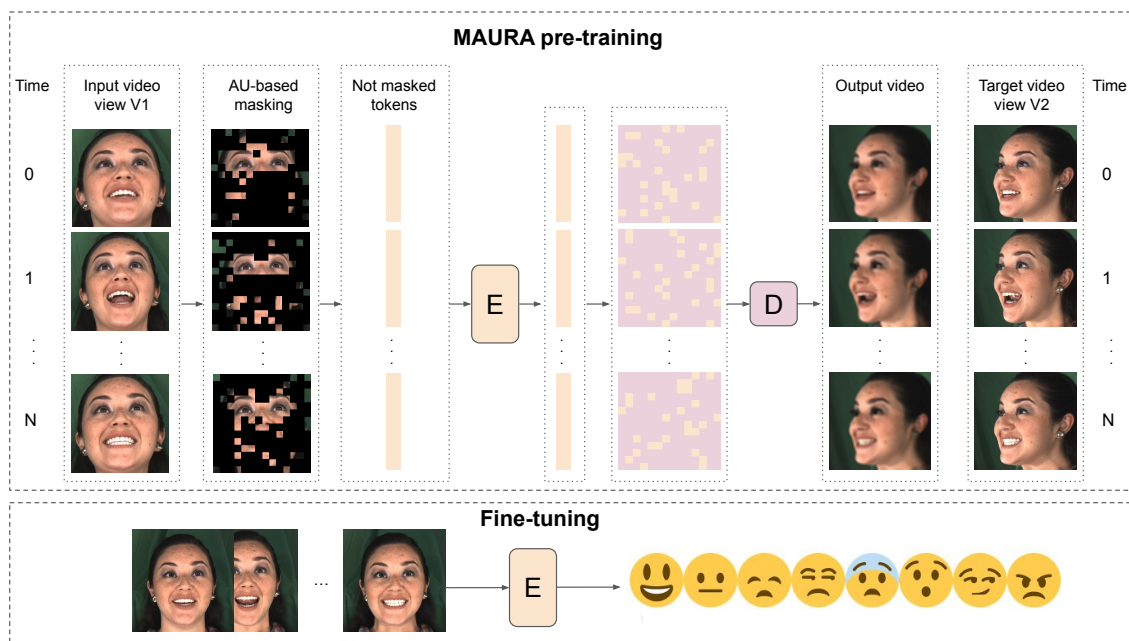 MAURA pre-training
Time
Input video
view V1
AU-based
masking
Not masked
tokens
Output video
Target video
view V2
Time
0
0
1
E
D
1
N
N
Fine-tuning
...
E